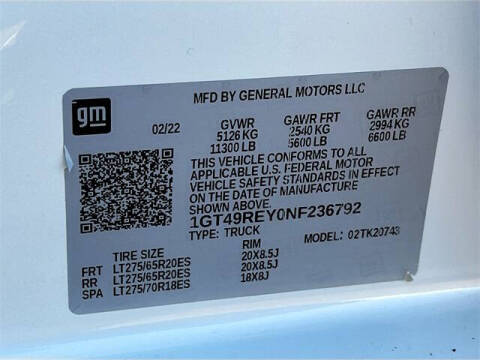 MFD BY GENERAL MOTORS LLC
gm
02/22 GVWR GAWR FRT GAWR RR
5126 KG 2540 KG 2994 KG
11300 LB 5600 LB 6600 LB
THIS VEHICLE CONFORMS TO ALL
APPLICABLE U.S. FEDERAL MOTOR
VEHICLE SAFETY STANDARDS IN EFFECT
ON THE DATE OF MANUFACTURE SHOWN ABOVE.
1GT49REY0NF236792
TYPE: TRUCK MODEL: 02TK20743
TIRE SIZE RIM
FRT LT275/65R20ES 20X8.5J
RR LT275/65R20ES 20X8.5J
SPA LT275/70R18ES 18X8J